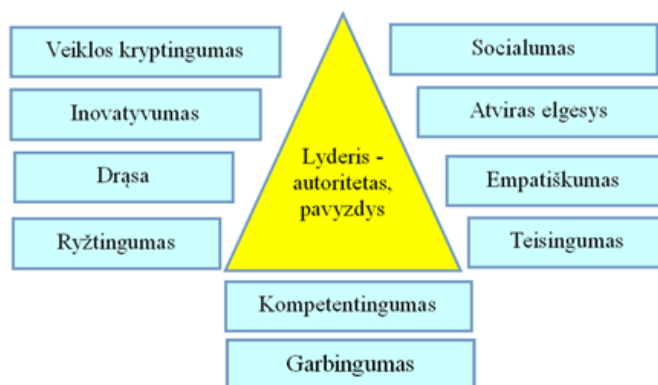 Veiklos kryptingumas
Inovatyvumas
Drąsa
Ryžtingumas
Lyderis -
autoritetas,
pavyzdys
Socialumas
Atviras elgesys
Empatiškumas
Teisingumas
Kompetentingumas
Garbingumas